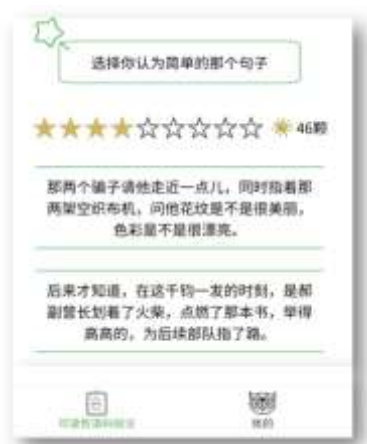 选择你认为简单的那个句子
46颗
那两个骗子请他走近一点儿，同时指着那
两架空织布机，问他花纹是不是很美丽，
色彩是不是很漂亮。
后来才知道，在这千钧一发的时刻，是郝
副营长划着了火柴，点燃了那本书，举得
高高的，为后续部队指了路。
我的